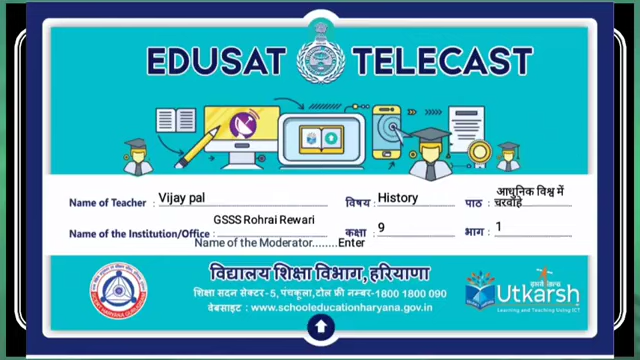 EDUSAT TELECAST
Name of Teacher : Vijay pal
विषय : History
पाठ : आधुनिक विश्व में चरवाहे
Name of the Institution/Office : GSSS Rohrai Rewari
कक्षा : 9
भाग : 1
Name of the Moderator........Enter
विद्यालय शिक्षा विभाग, हरियाणा
शिक्षा सदन सेक्टर-5, पंचकूला, टोल फ्री नम्बर-1800 1800 090
वेबसाइट : www.schooleducationharyana.gov.in
Utkarsh
Learning and Teaching Using ICT